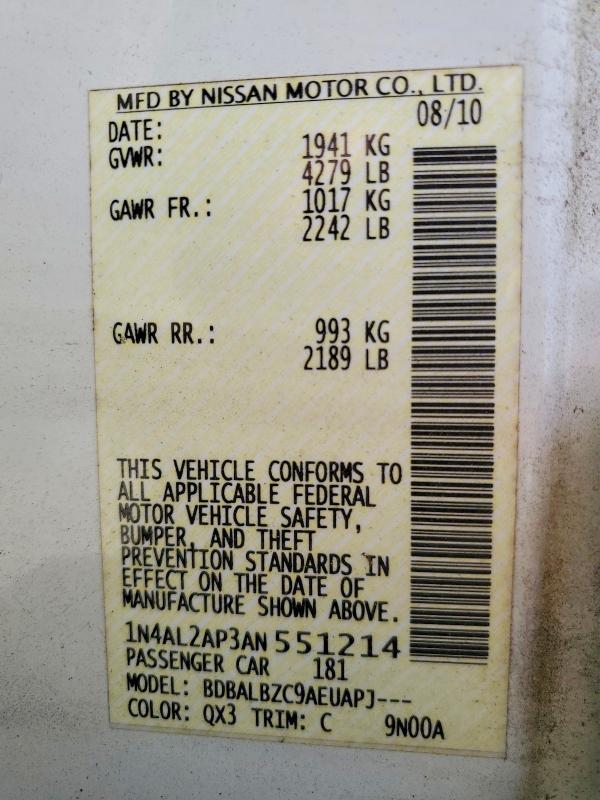 MFD BY NISSAN MOTOR CO., LTD.
DATE: 08/10
GVWR: 1941 KG
4279 LB
GAWR FR.: 1017 KG
2242 LB
GAWR RR.: 993 KG
2189 LB
THIS VEHICLE CONFORMS TO
ALL APPLICABLE FEDERAL
MOTOR VEHICLE SAFETY,
BUMPER, AND THEFT
PREVENTION STANDARDS IN
EFFECT ON THE DATE OF
MANUFACTURE SHOWN ABOVE.
1N4AL2AP3AN 551214
PASSENGER CAR 181
MODEL: BDBALBZC9AEUAPJ---
COLOR: QX3 TRIM: C 9N00A